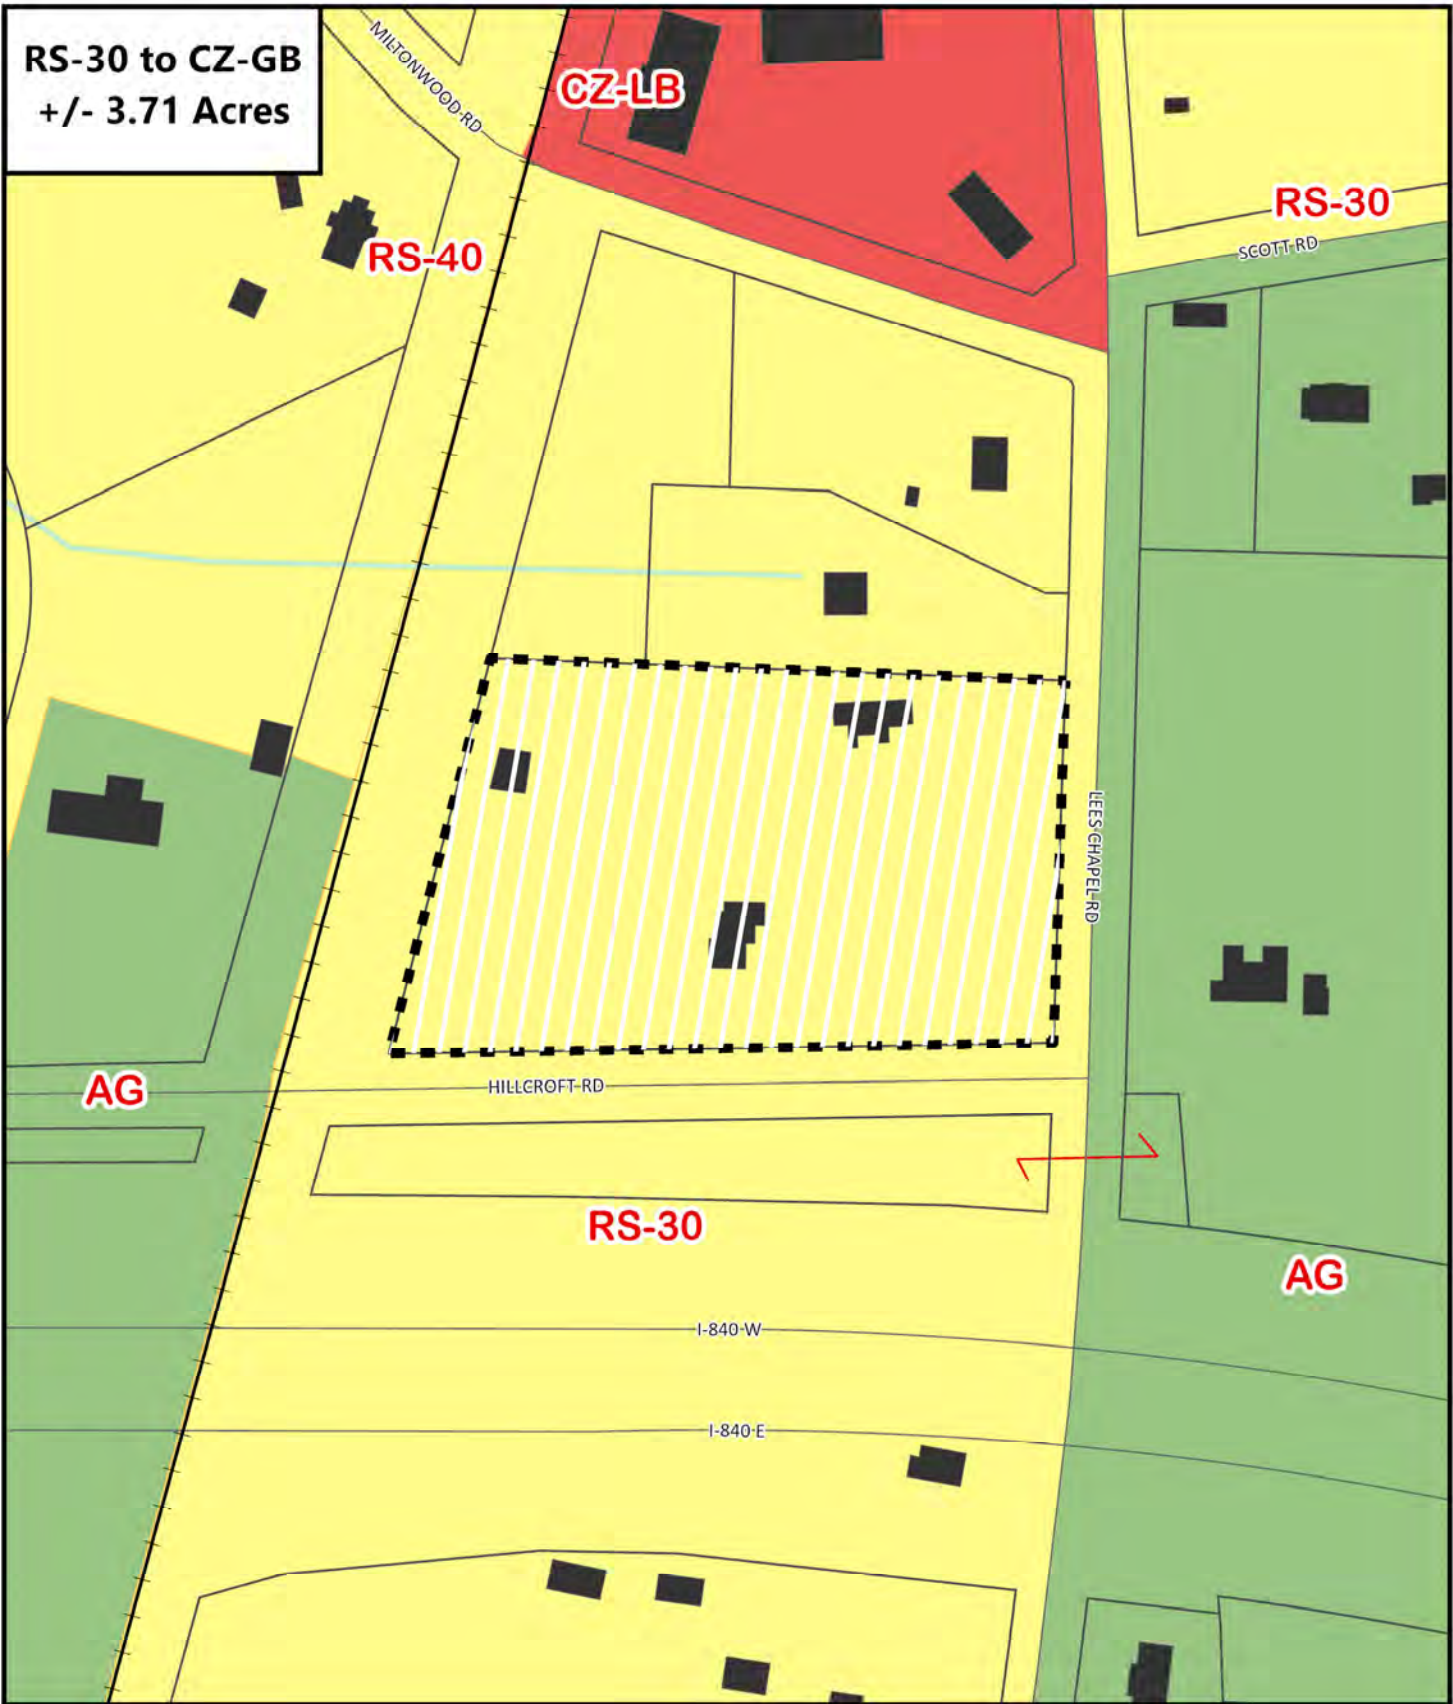 RS-30 to CZ-GB
+/- 3.71 Acres
MILTONWOOD RD
CZ-LB
RS-30
SCOTT RD
RS-40
LEES CHAPEL RD
AG
HILLCROFT RD
RS-30
AG
I-840 W
I-840 E